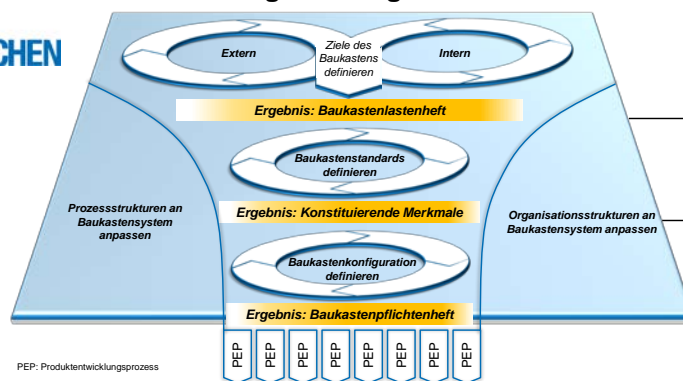 CHEN
Extern
Ziele des
Baukastens
definieren
Intern
Ergebnis: Baukastenlastenheft
Baukastenstandards
definieren
Prozessstrukturen an
Baukastensystem
anpassen
Ergebnis: Konstituierende Merkmale
Organisationsstrukturen an
Baukastensystem anpassen
Baukastenkonfiguration
definieren
Ergebnis: Baukastenpflichtenheft
PEP
PEP
PEP
PEP
PEP
PEP
PEP
PEP
PEP: Produktentwicklungsprozess